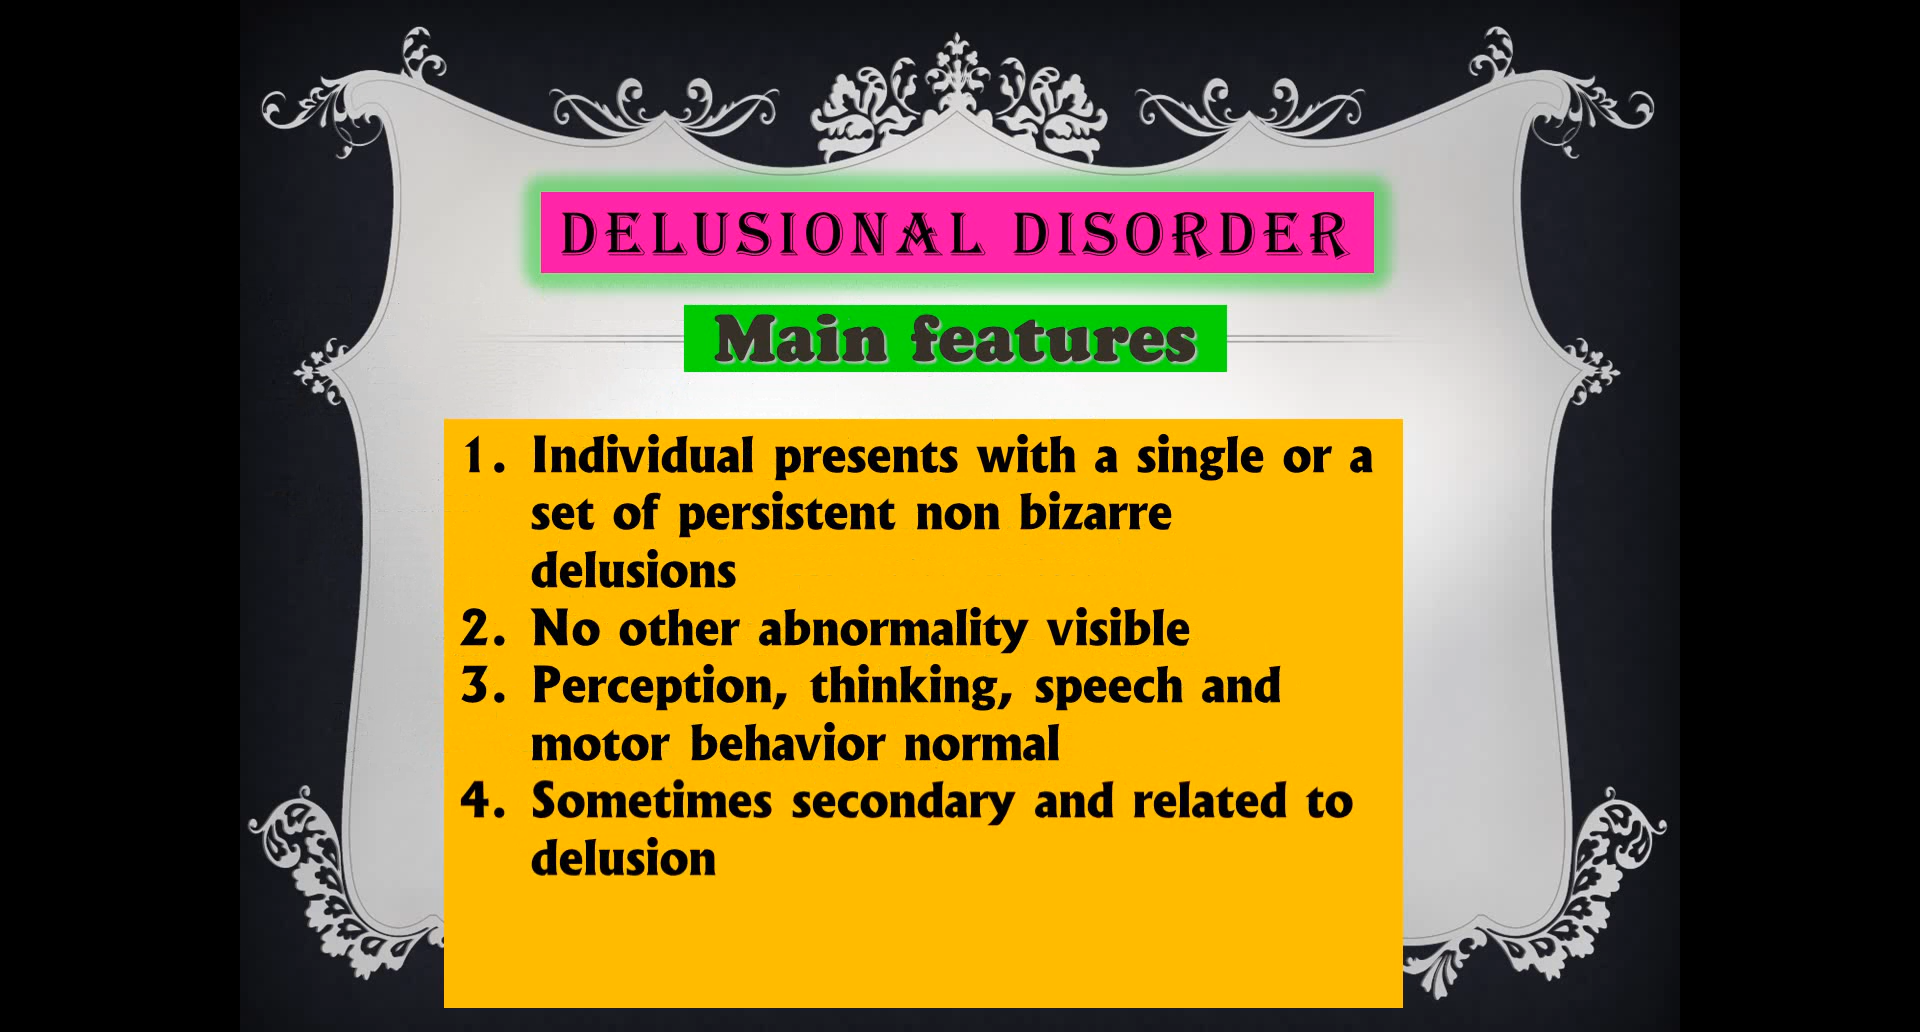 DELUSIONAL DISORDER
Main features
1. Individual presents with a single or a
set of persistent non bizarre
delusions
2. No other abnormality visible
3. Perception, thinking, speech and
motor behavior normal
4. Sometimes secondary and related to
delusion